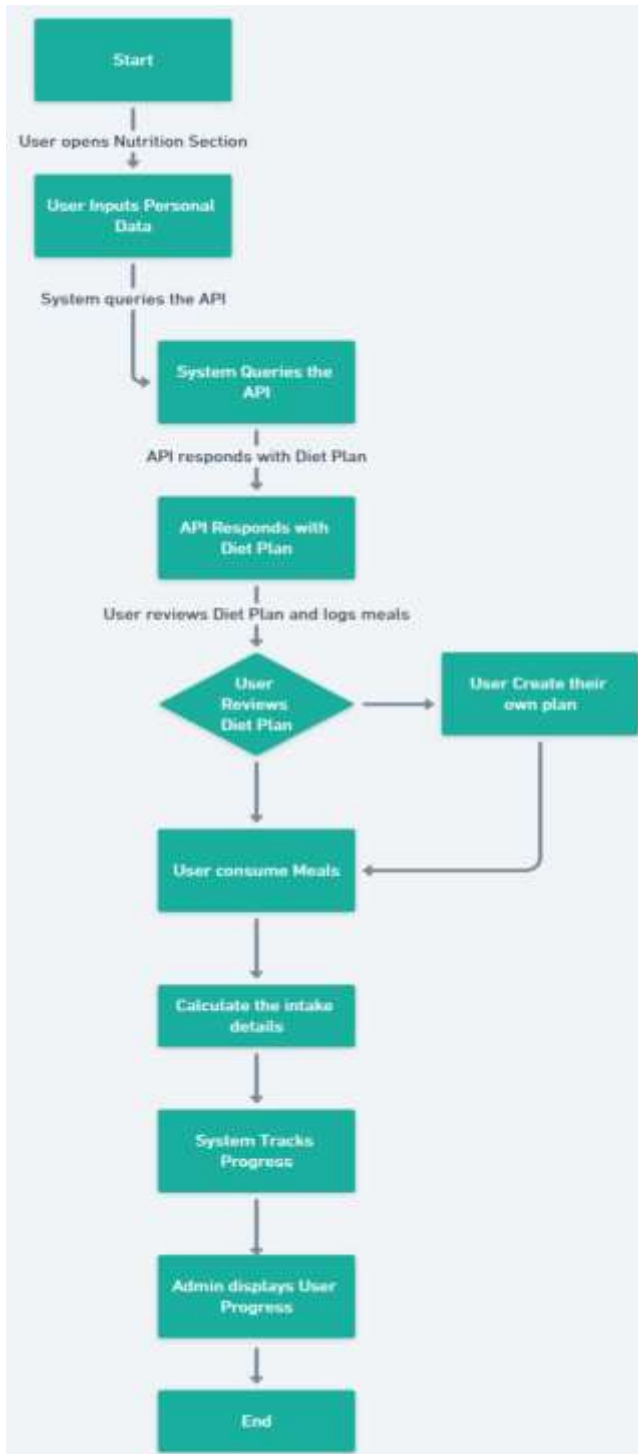 Start
User opens Nutrition Section
User Inputs Personal
Data
System queries the API
System Queries the
API
API responds with Diet Plan
API Responds with
Diet Plan
User reviews Diet Plan and logs meals
User
Reviews
Diet Plan
User Create their
own plan
User consume Meals
Calculate the intake
details
System Tracks
Progress
Admin displays User
Progress
End